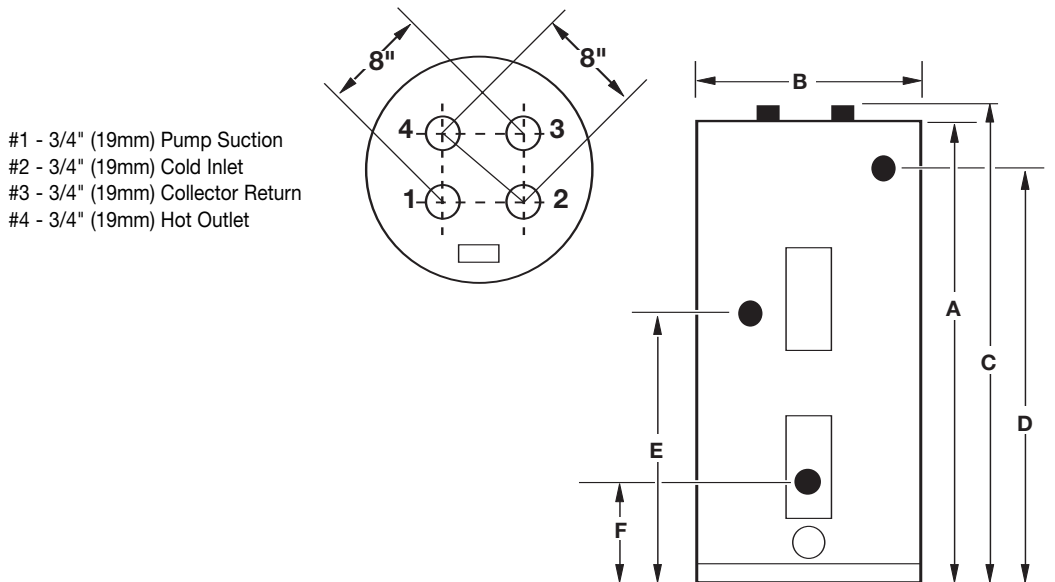 #1 - 3/4" (19mm) Pump Suction
#2 - 3/4" (19mm) Cold Inlet
#3 - 3/4" (19mm) Collector Return
#4 - 3/4" (19mm) Hot Outlet
8"
8"
4
3
1
2
B
A
C
D
E
F